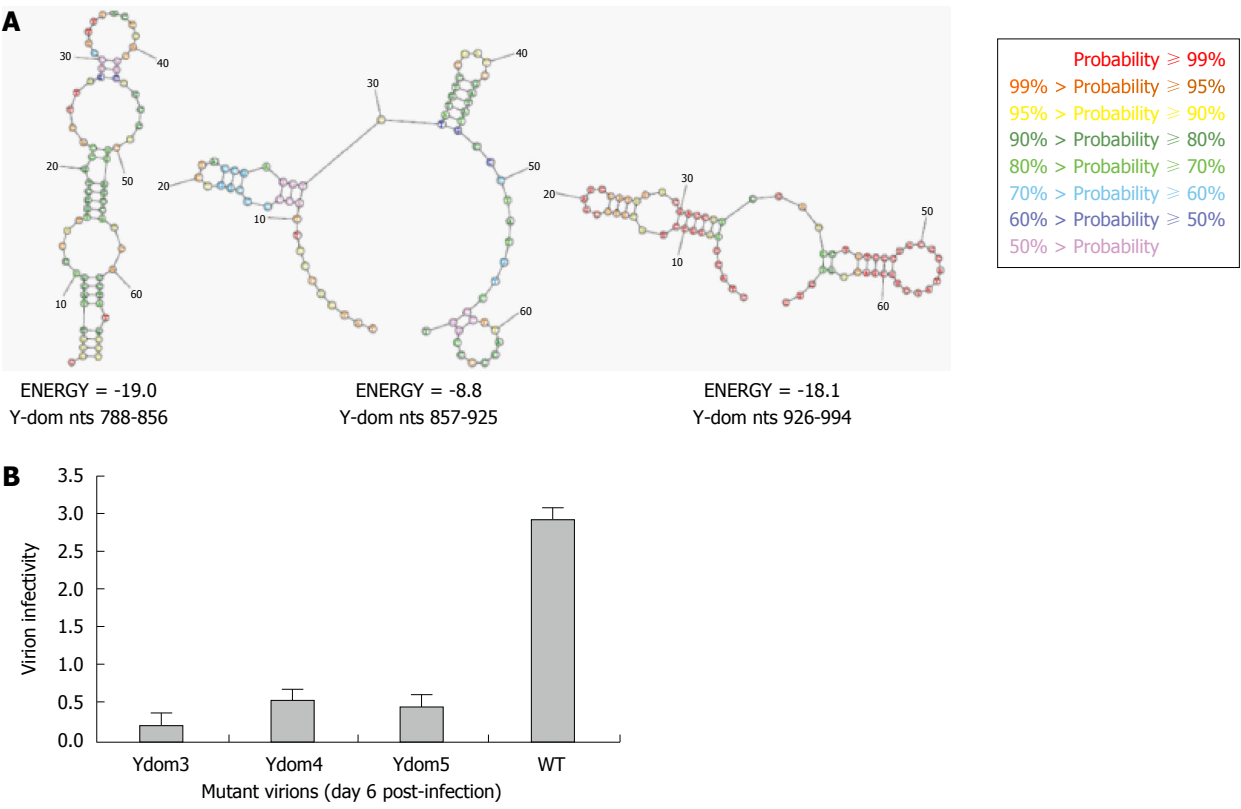 A
30
40
20
50
10
60
20
10
30
40
50
60
20
30
10
50
60
Probability ⩾ 99%
99% > Probability ⩾ 95%
95% > Probability ⩾ 90%
90% > Probability ⩾ 80%
80% > Probability ⩾ 70%
70% > Probability ⩾ 60%
60% > Probability ⩾ 50%
50% > Probability
ENERGY = -19.0
Y-dom nts 788-856
ENERGY = -8.8
Y-dom nts 857-925
ENERGY = -18.1
Y-dom nts 926-994
B
Virion infectivity
3.5
3.0
2.5
2.0
1.5
1.0
0.5
0.0
Ydom3 Ydom4 Ydom5 WT
Mutant virions (day 6 post-infection)